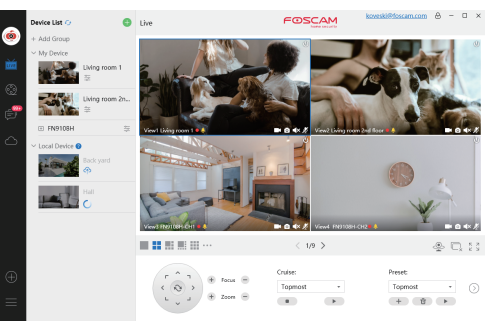 Device List
Live
FOSCAM
koveski@foscam.com
+ Add Group
My Device
Living room 1
Living room 2n...
FN9108H
Local Device
Back yard
Hall
99+
View1 Living room 1
View2 Living room 2nd floor
View3 FN9108H-CH1
View4 FN9108H-CH2
1/9
Focus
Zoom
Cruise:
Topmost
Preset:
Topmost